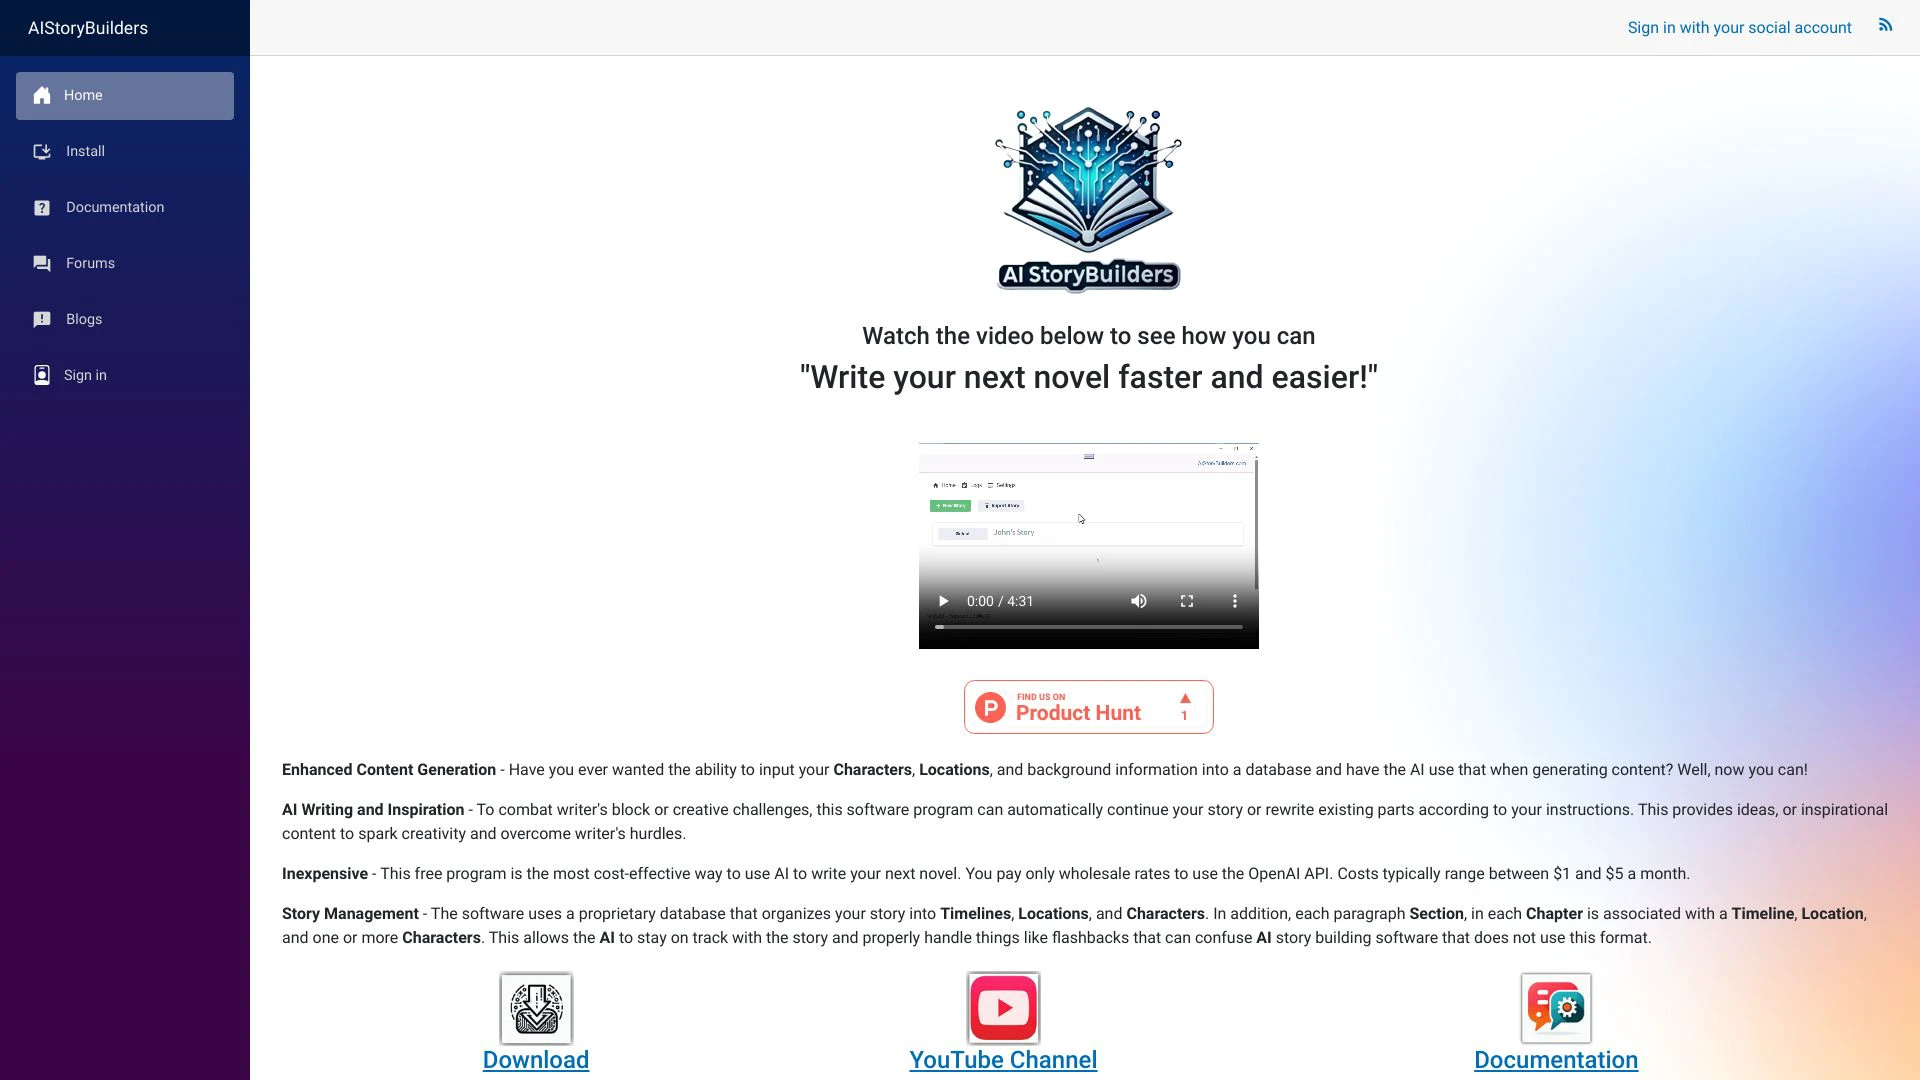 AIStoryBuilders
Sign in with your social account
Home
Install
Documentation
Forums
Blogs
Sign in
AI StoryBuilders
Watch the video below to see how you can
"Write your next novel faster and easier!"
AIStoryBuilders.com
Home Logs Settings
+ New Story Import Story
Select John's Story
0:00 / 4:31
FIND US ON
P Product Hunt 1
Enhanced Content Generation - Have you ever wanted the ability to input your Characters, Locations, and background information into a database and have the AI use that when generating content? Well, now you can!
AI Writing and Inspiration - To combat writer's block or creative challenges, this software program can automatically continue your story or rewrite existing parts according to your instructions. This provides ideas, or inspirational
content to spark creativity and overcome writer's hurdles.
Inexpensive - This free program is the most cost-effective way to use AI to write your next novel. You pay only wholesale rates to use the OpenAI API. Costs typically range between $1 and $5 a month.
Story Management - The software uses a proprietary database that organizes your story into Timelines, Locations, and Characters. In addition, each paragraph Section, in each Chapter is associated with a Timeline, Location,
and one or more Characters. This allows the AI to stay on track with the story and properly handle things like flashbacks that can confuse AI story building software that does not use this format.
Download
YouTube Channel
Documentation